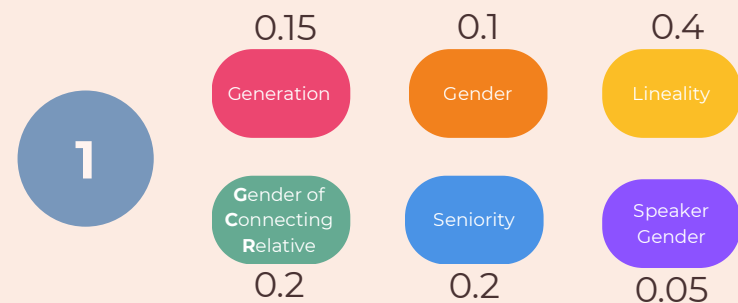 0.15
0.1
0.4
1
Generation
Gender
Lineality
Gender of
Connecting
Relative
Seniority
Speaker
Gender
0.2
0.2
0.05